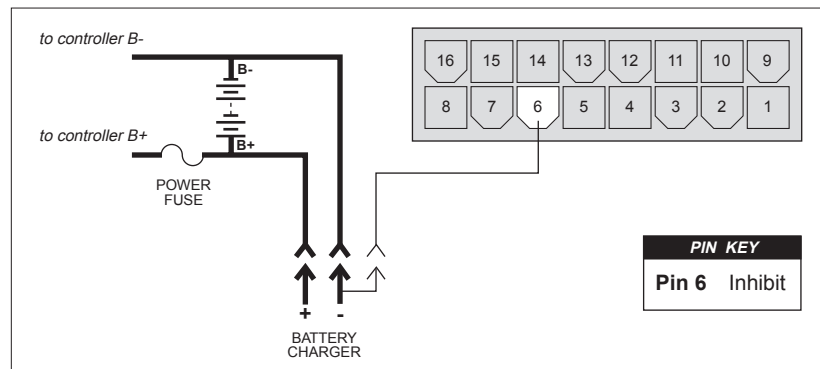 to controller B-
B-
to controller B+
B+
POWER
FUSE
16 15 14 13 12 11 10 9
8 7 6 5 4 3 2 1
+ -
BATTERY
CHARGER
PIN KEY
Pin 6 Inhibit